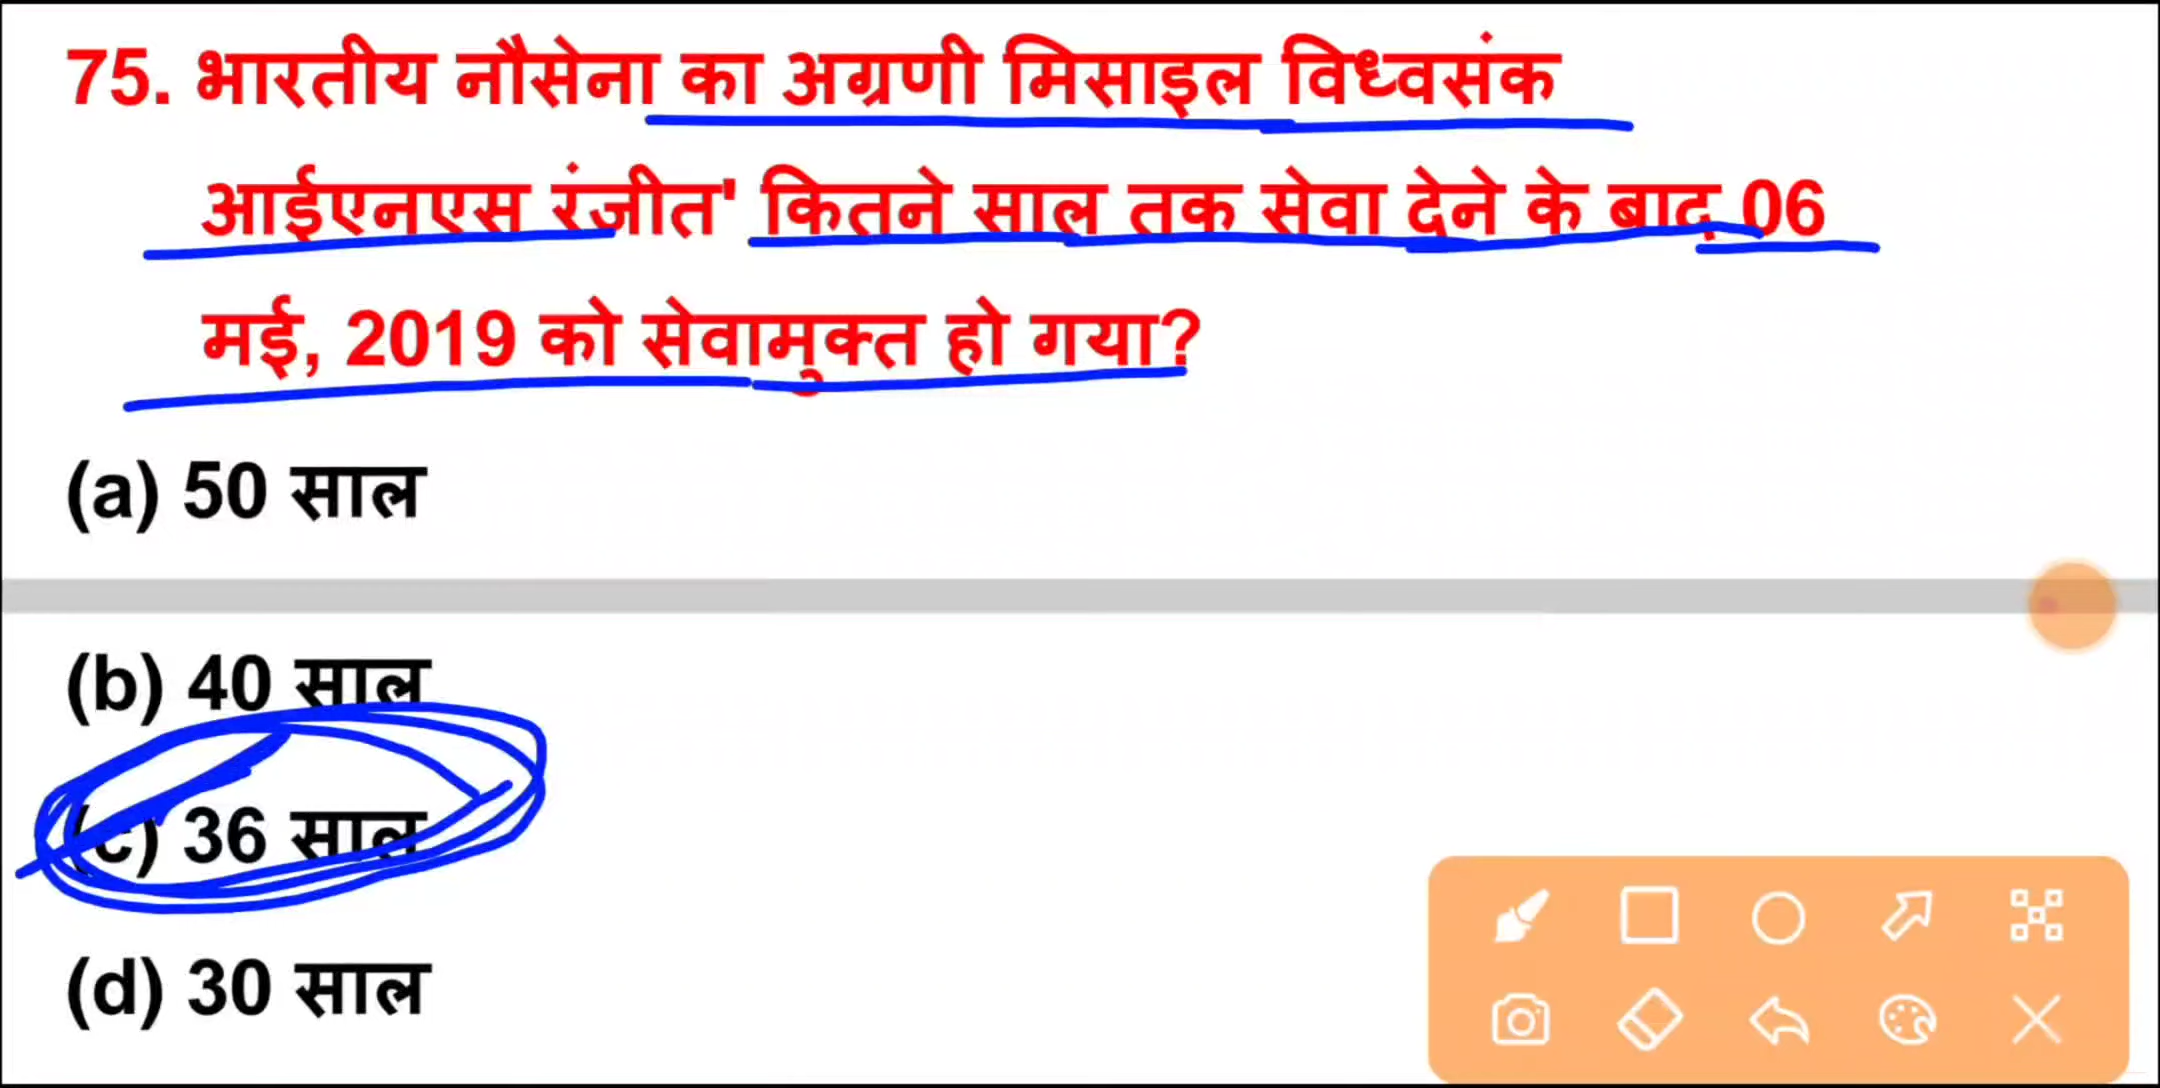 75. भारतीय नौसेना का अग्रणी मिसाइल विध्वसंक
आईएनएस रंजीत' कितने साल तक सेवा देने के बाद 06
मई, 2019 को सेवामुक्त हो गया?
(a) 50 साल
(b) 40 साल
(c) 36 साल
(d) 30 साल